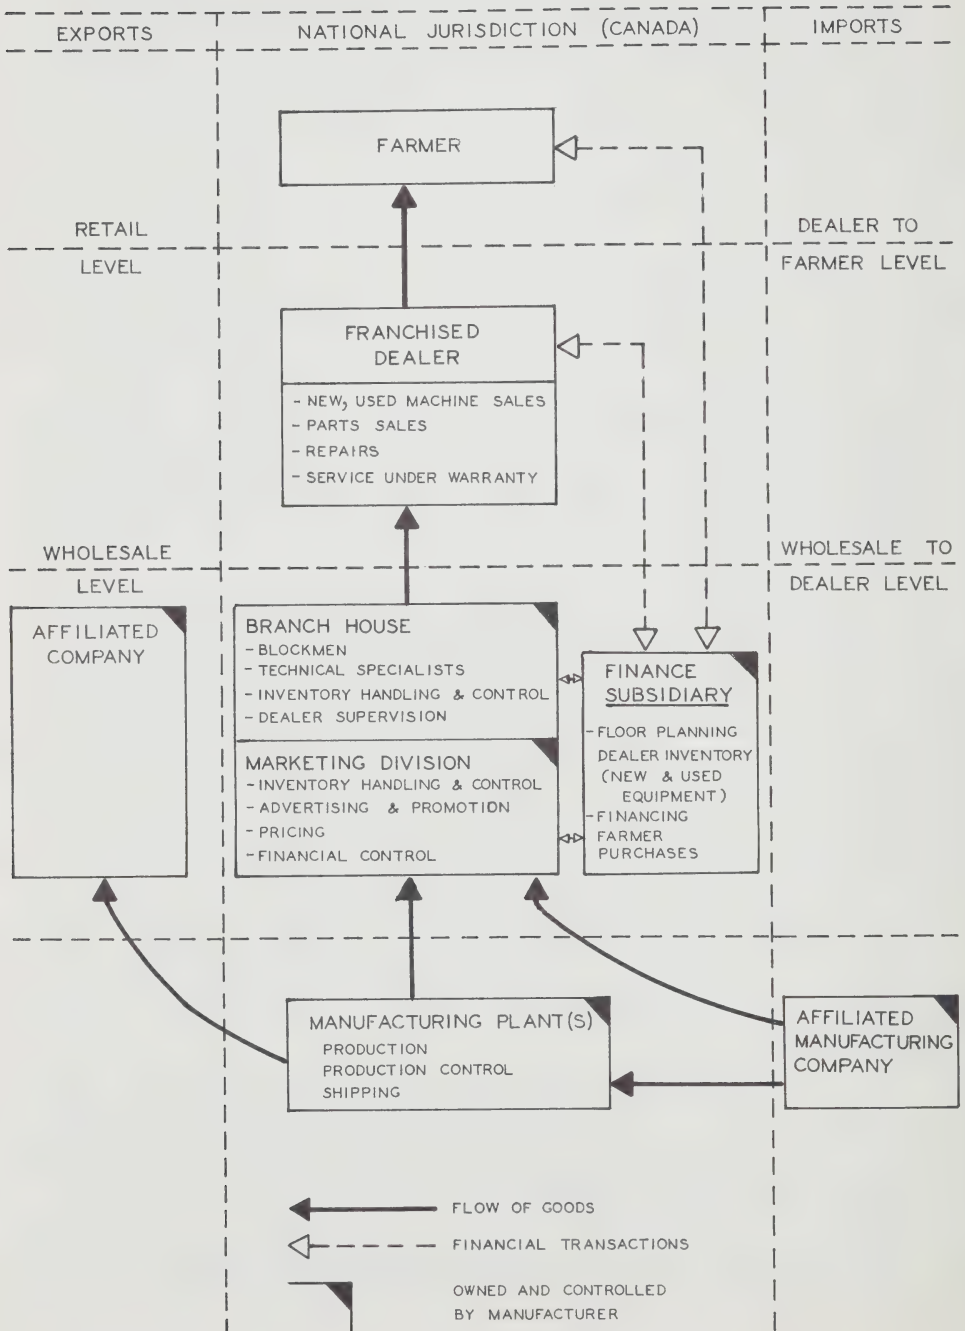 EXPORTS
NATIONAL JURISDICTION (CANADA)
IMPORTS
FARMER
RETAIL
LEVEL
DEALER TO
FARMER LEVEL
FRANCHISED
DEALER
- NEW, USED MACHINE SALES
- PARTS SALES
- REPAIRS
- SERVICE UNDER WARRANTY
WHOLESALE
LEVEL
WHOLESALE TO
DEALER LEVEL
AFFILIATED
COMPANY
BRANCH HOUSE
- BLOCKMEN
- TECHNICAL SPECIALISTS
- INVENTORY HANDLING & CONTROL
- DEALER SUPERVISION
MARKETING DIVISION
- INVENTORY HANDLING & CONTROL
- ADVERTISING & PROMOTION
- PRICING
- FINANCIAL CONTROL
FINANCE
SUBSIDIARY
- FLOOR PLANNING
DEALER INVENTORY
(NEW & USED
EQUIPMENT)
- FINANCING
FARMER
PURCHASES
MANUFACTURING PLANT(S)
PRODUCTION
PRODUCTION CONTROL
SHIPPING
AFFILIATED
MANUFACTURING
COMPANY
FLOW OF GOODS
FINANCIAL TRANSACTIONS
OWNED AND CONTROLLED
BY MANUFACTURER